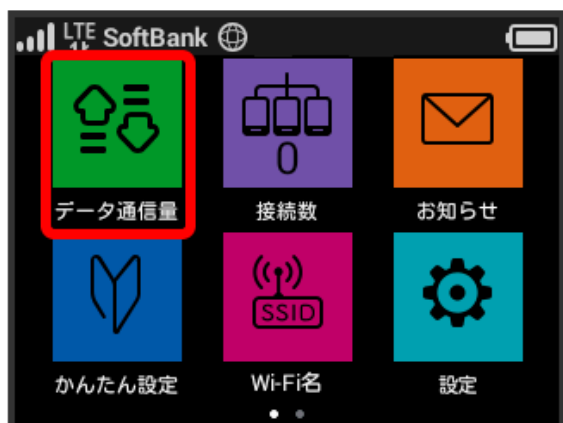 LTE SoftBank
0
データ通信量 接続数 お知らせ
SSID
かんたん設定 Wi-Fi名 設定